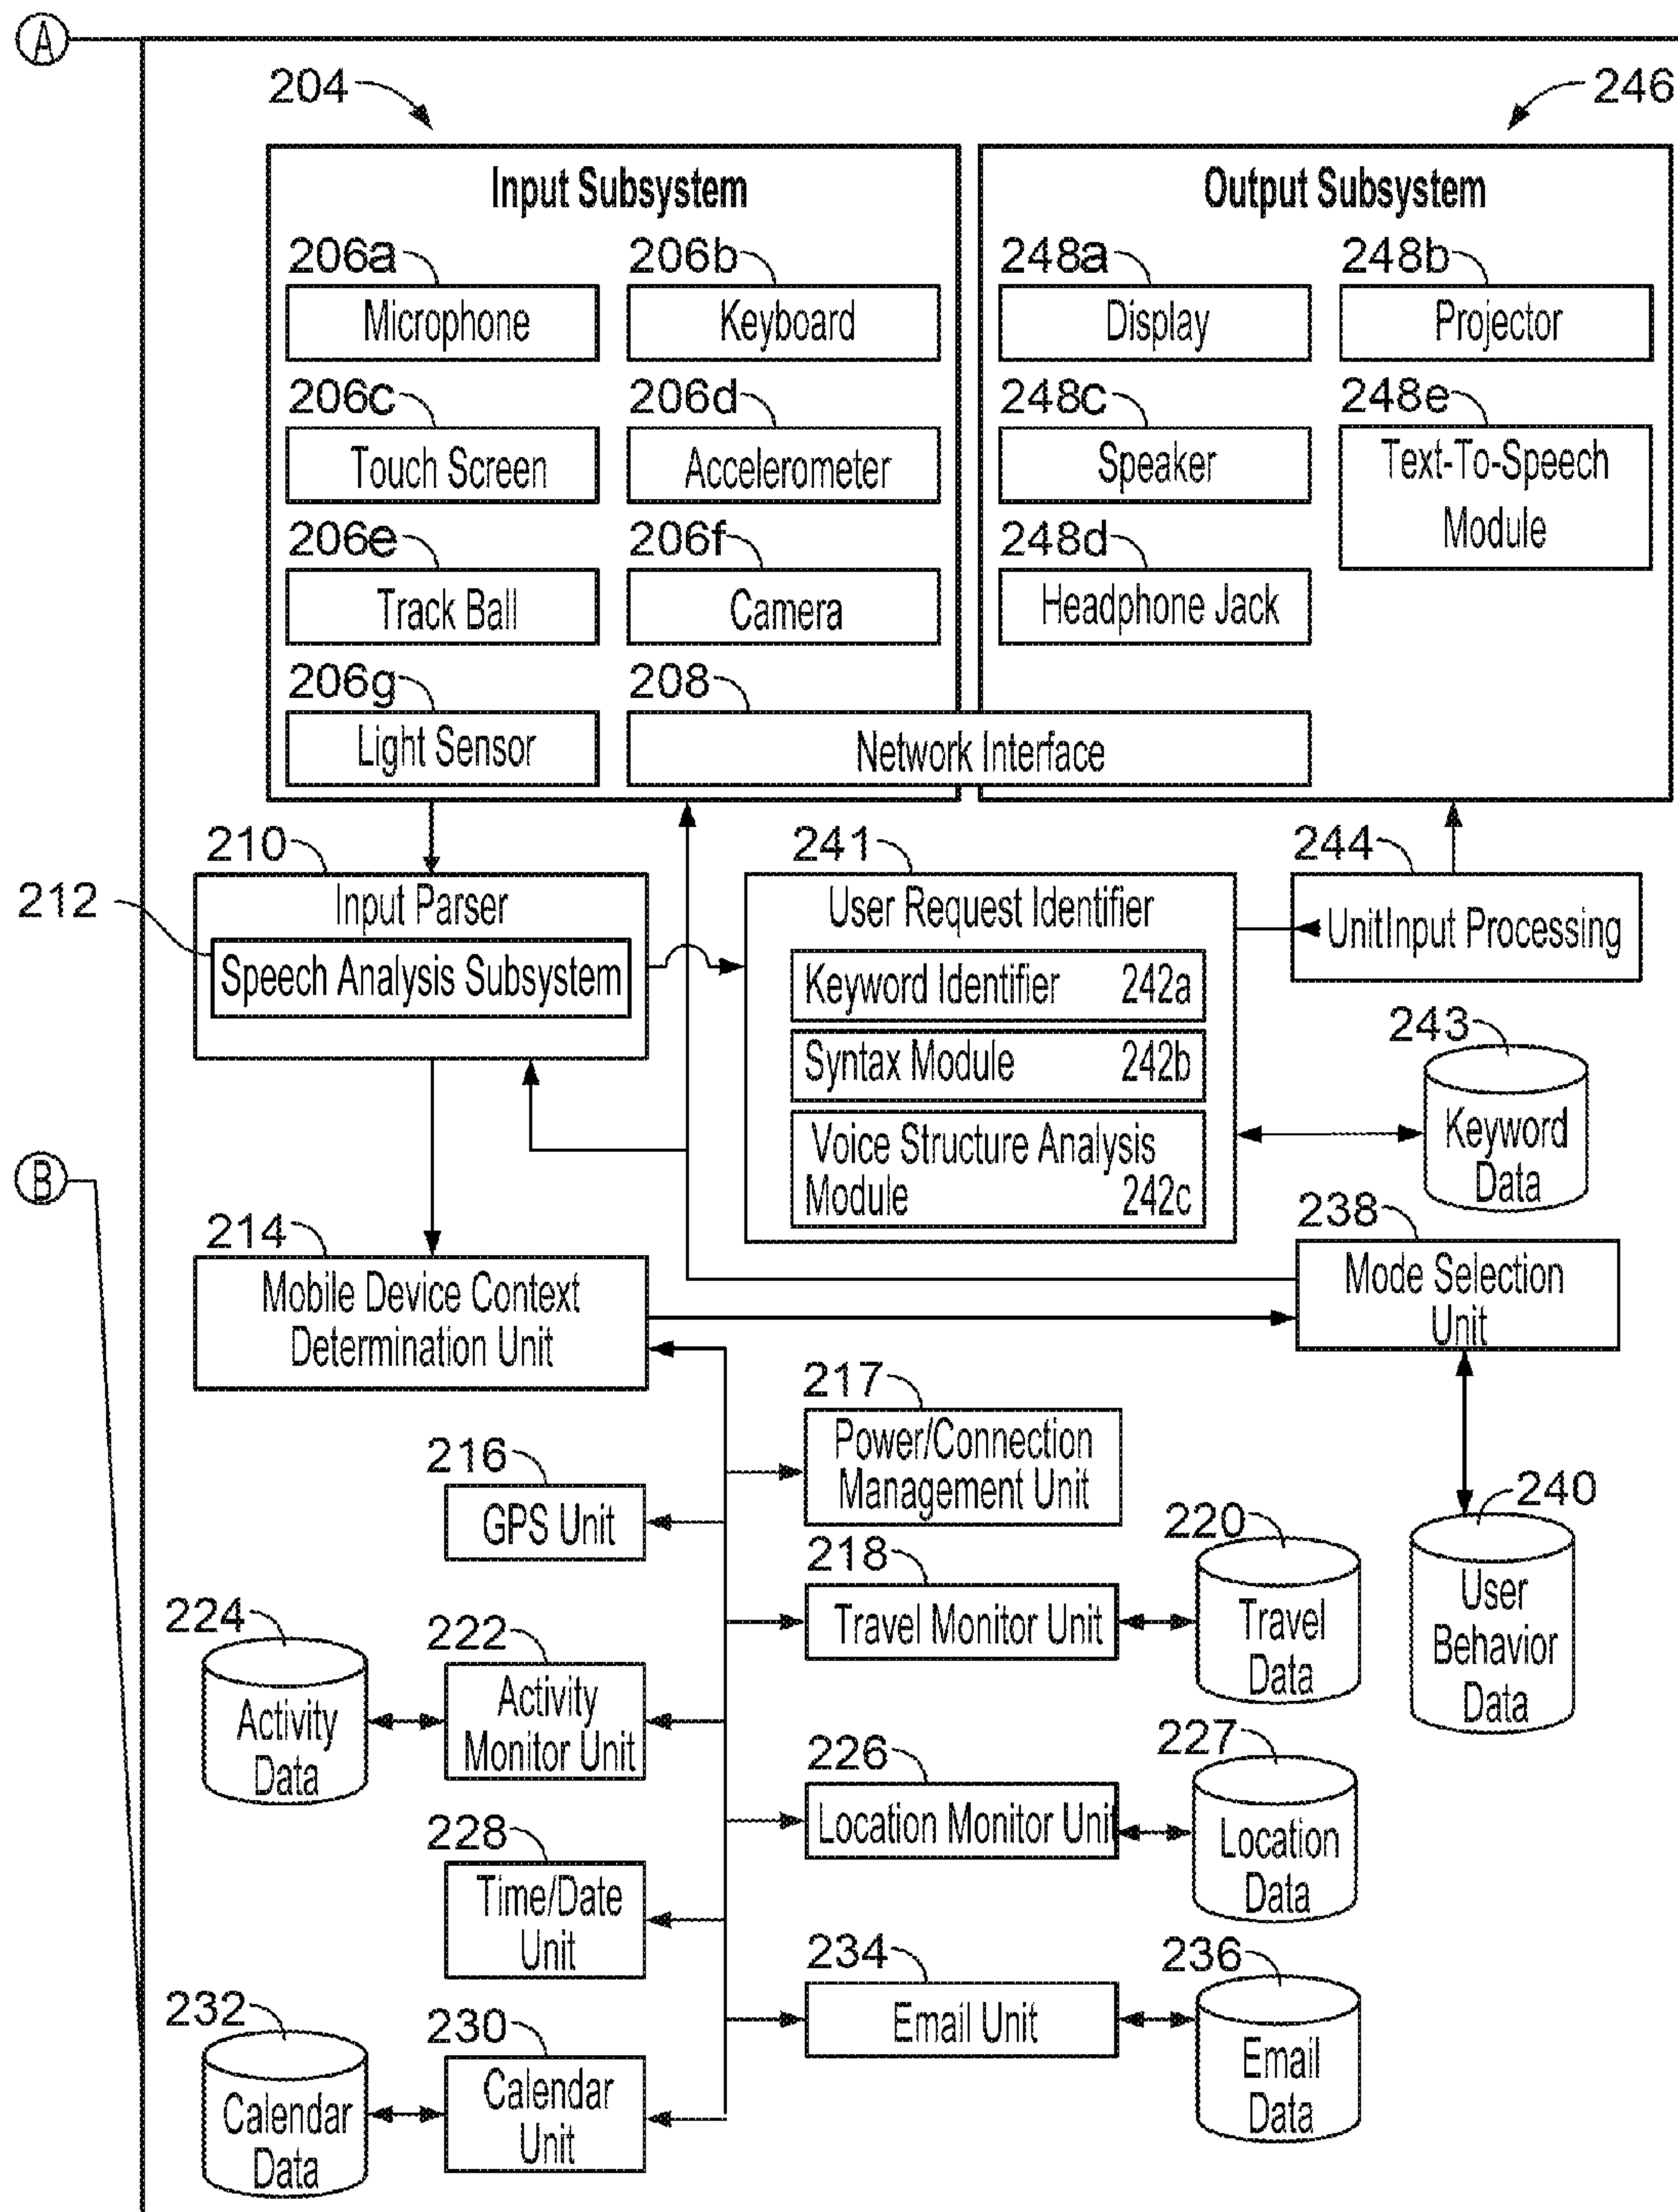 A
204
246
Input Subsystem
Output Subsystem
206a
206b
248a
248b
Microphone
Keyboard
Display
Projector
206c
206d
248c
248e
Touch Screen
Accelerometer
Speaker
Text-To-Speech
Module
206e
206f
248d
Track Ball
Camera
Headphone Jack
206g
208
Light Sensor
Network Interface
210
241
244
212
Input Parser
User Request Identifier
UnitInput Processing
Speech Analysis Subsystem
Keyword Identifier 242a
Syntax Module 242b
Voice Structure Analysis
Module 242c
243
Keyword
Data
B
214
238
Mobile Device Context
Determination Unit
Mode Selection
Unit
217
Power/Connection
Management Unit
216
GPS Unit
240
User
Behavior
Data
218
220
Travel Monitor Unit
Travel
Data
224
222
Activity
Data
Activity
Monitor Unit
226
227
Location Monitor Unit
Location
Data
228
Time/Date
Unit
234
236
Email Unit
Email
Data
232
230
Calendar
Data
Calendar
Unit